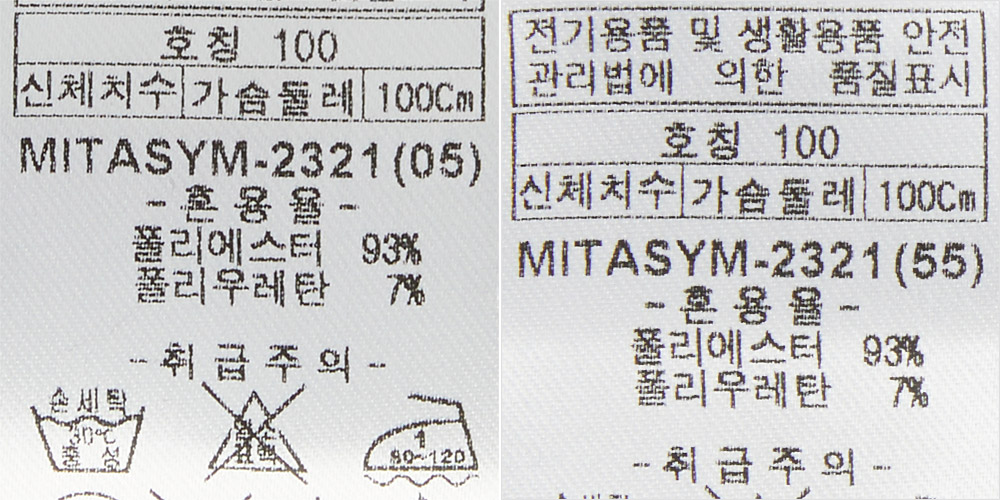 호칭 100
신체치수 가슴둘레 100Cm
MITASYM-2321(05)
-혼용율-
폴리에스터 93%
폴리우레탄 7%
-취급주의-
손세탁
30℃
중성
염소
표백
1
80~120
전기용품 및 생활용품 안전
관리법에 의한 품질표시
호칭 100
신체치수 가슴둘레 100Cm
MITASYM-2321(55)
-혼용율-
폴리에스터 93%
폴리우레탄 7%
-취급주의-